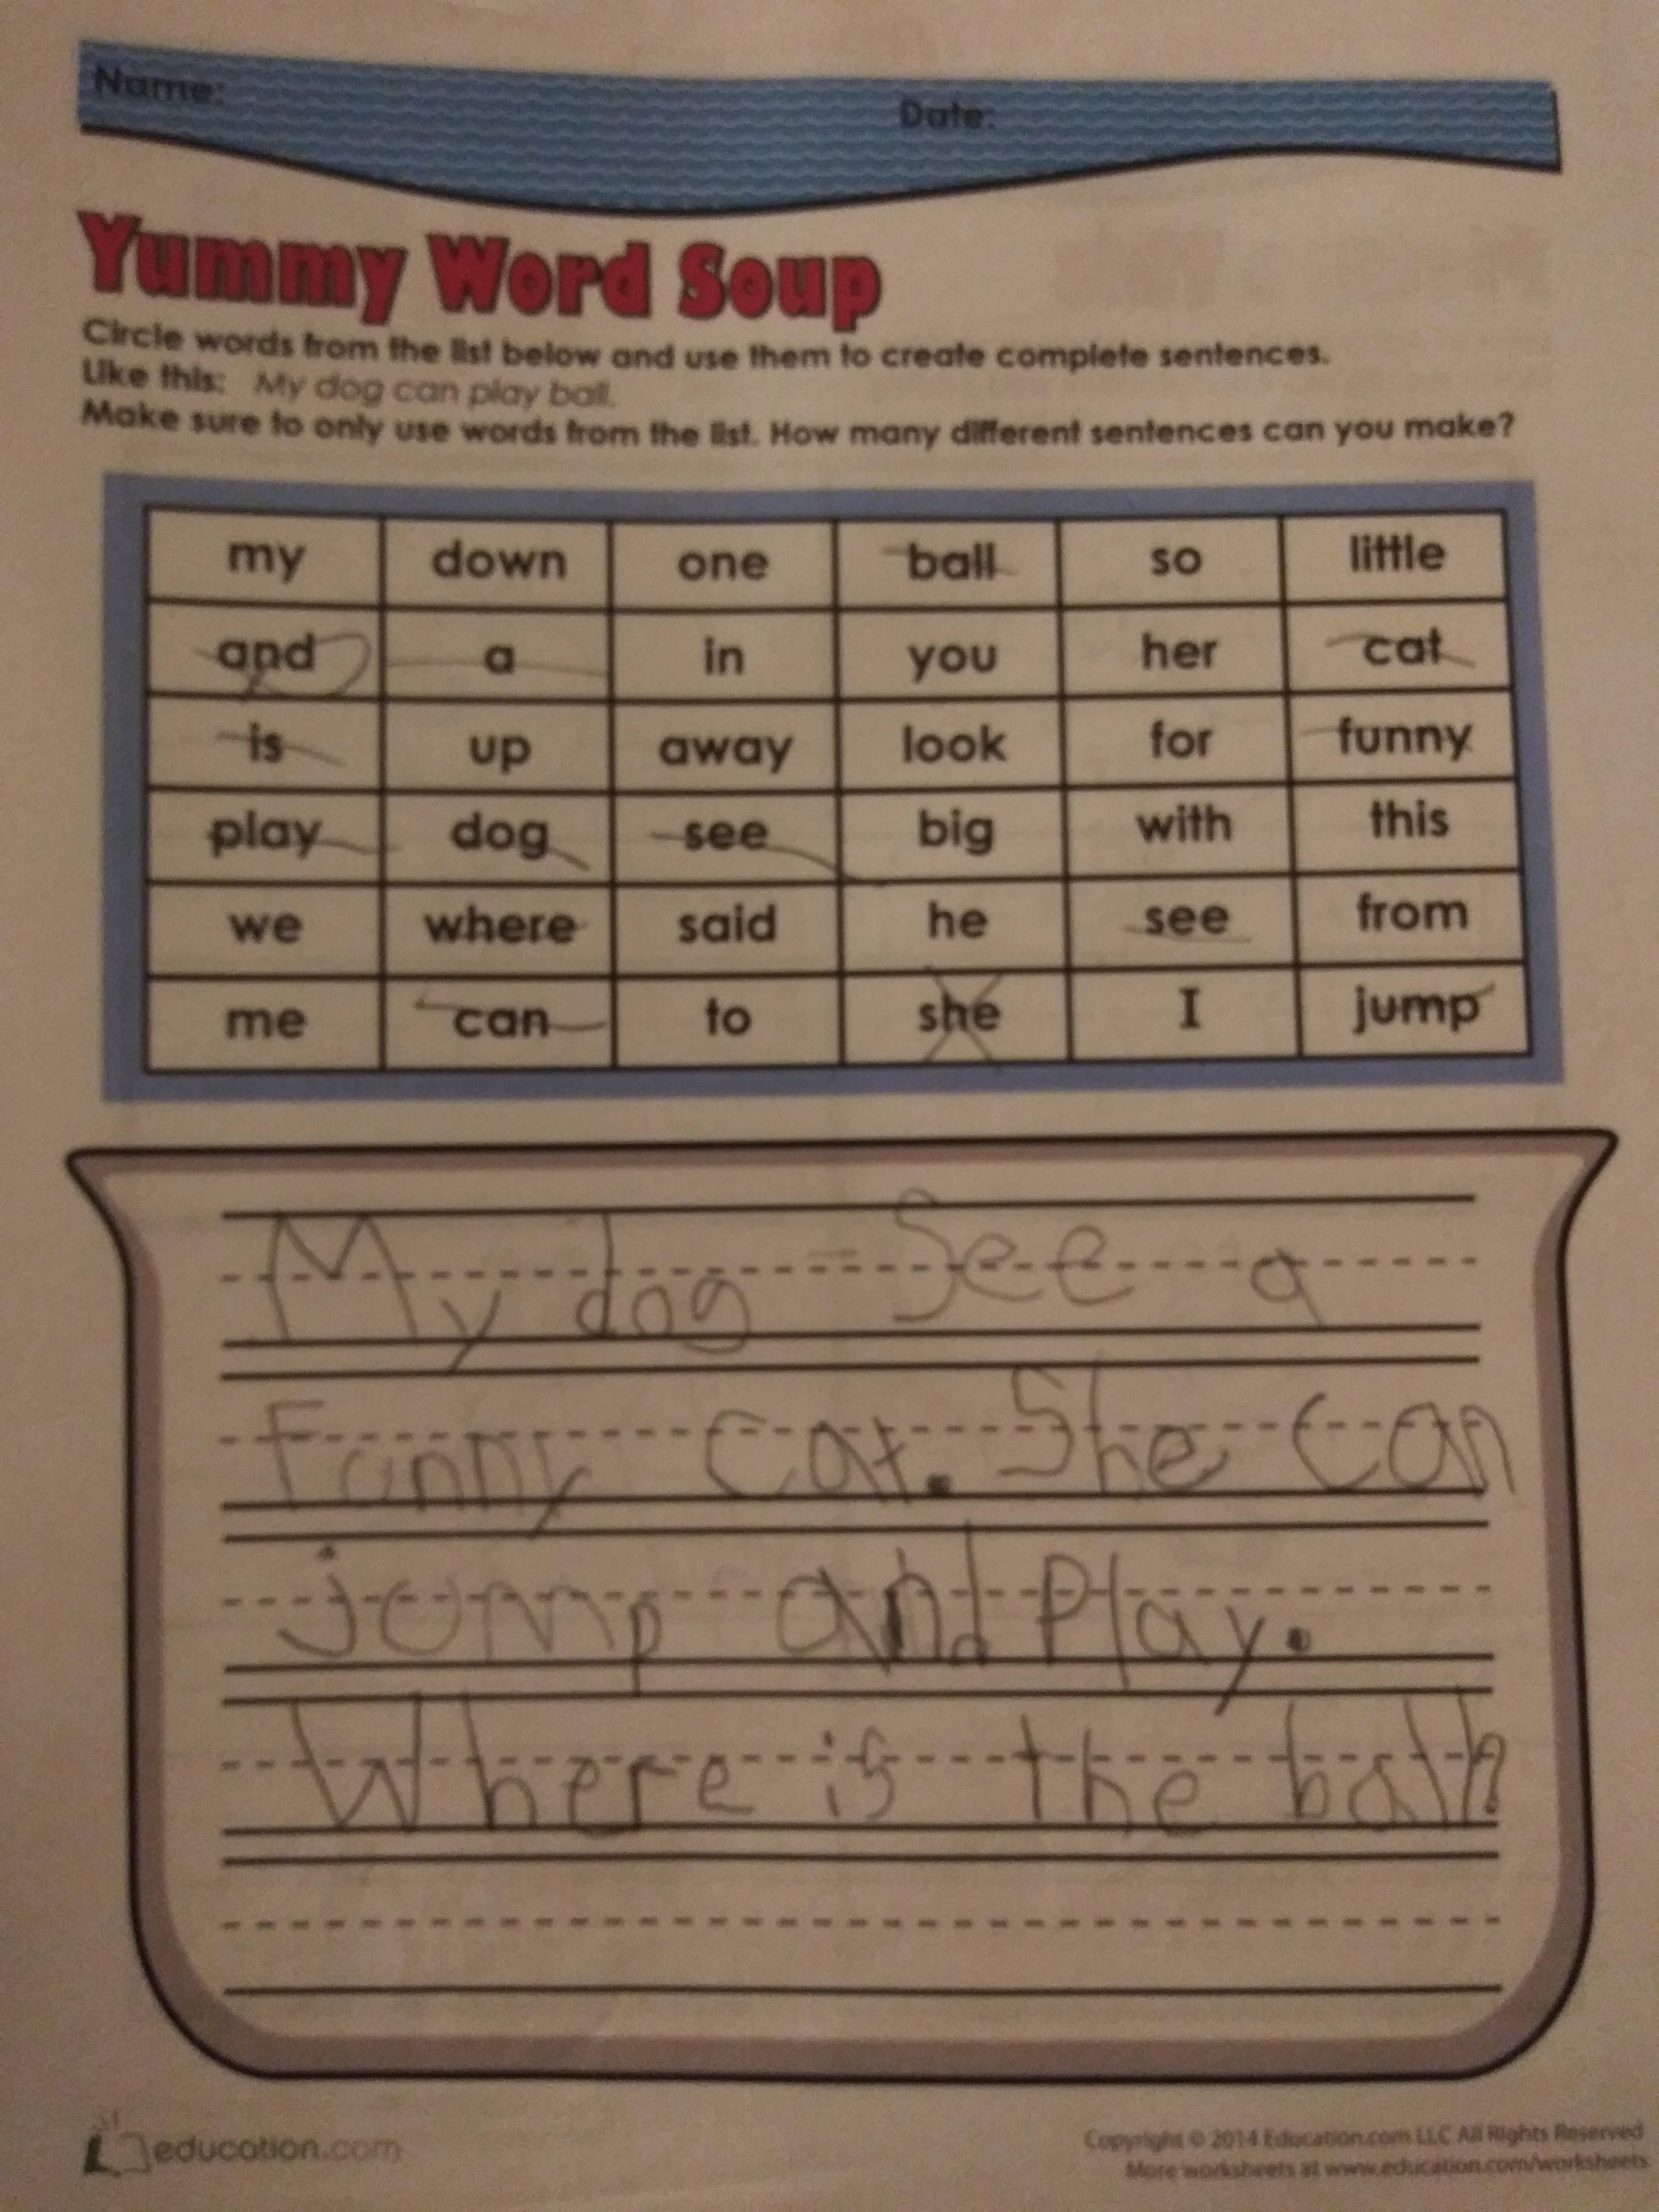 Name: Date:
Yummy Word Soup
Circle words from the list below and use them to create complete sentences.
Like this: My dog can play ball.
Make sure to only use words from the list. How many different sentences can you make?
my down one ball so little
and a in you her cat
is up away look for funny
play dog see big with this
we where said he see from
me can to she I jump
My dog See a
Funny Cat. She Can
jump and Play.
Where is the ball?
education.com
Copyright © 2014 Education.com LLC All Rights Reserved
More worksheets at www.education.com/worksheets